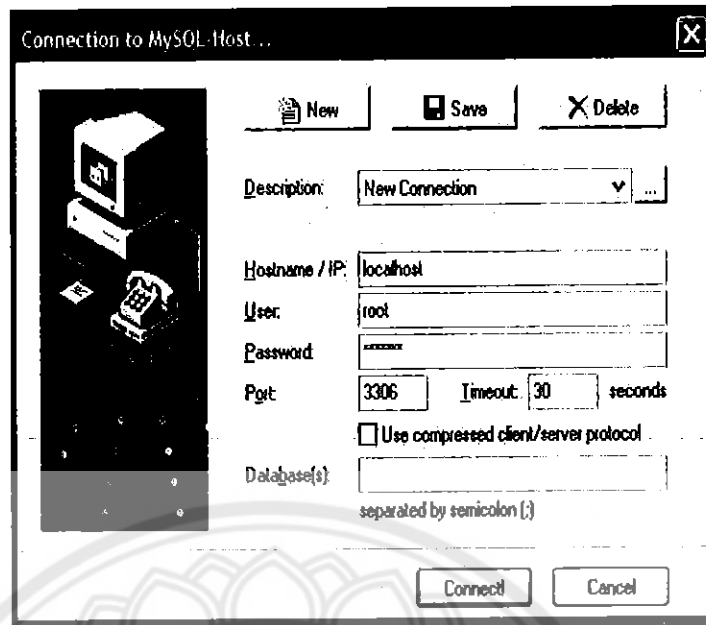 Connection to MySQL-Host...
New Save Delete
Description: New Connection ...
Hostname / IP: localhost
User: root
Password: *******
Port: 3306 Timeout: 30 seconds
Use compressed client/server protocol
Database(s):
separated by semicolon (;)
Connect! Cancel